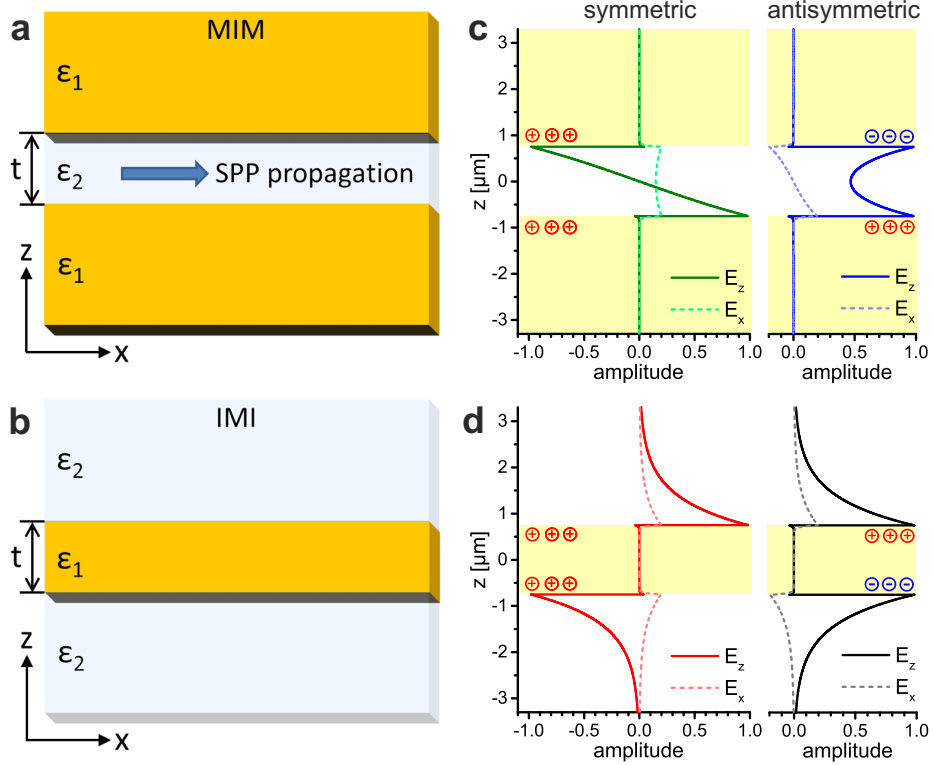 a
MIM
ε1
t
ε2
SPP propagation
ε1
z
x
b
IMI
ε2
t
ε1
ε2
z
x
symmetric
antisymmetric
c
3
2
1
0
-1
-2
-3
z [µm]
⊕⊕⊕
⊕⊕⊕
Ez
Ex
-1.0 -0.5 0.0 0.5 1.0
amplitude
⊖⊖⊖
⊕⊕⊕
Ez
Ex
0.0 0.5 1.0
amplitude
d
3
2
1
0
-1
-2
-3
z [µm]
⊕⊕⊕
⊕⊕⊕
Ez
Ex
-1.0 -0.5 0.0 0.5 1.0
amplitude
⊕⊕⊕
⊖⊖⊖
Ez
Ex
0.0 0.5 1.0
amplitude